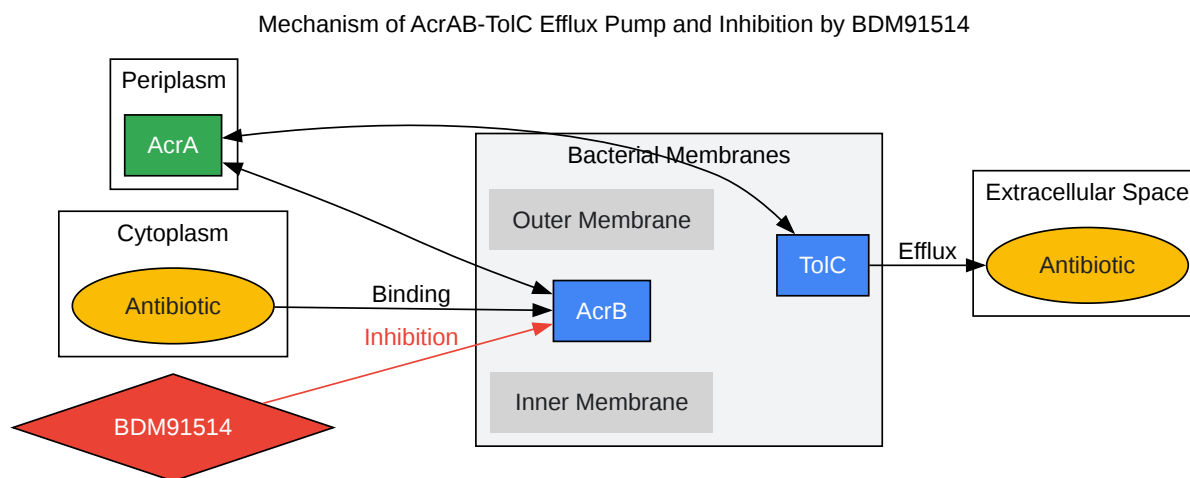 Mechanism of AcrAB-TolC Efflux Pump and Inhibition by BDM91514
Periplasm
AcrA
Bacterial Membranes
Outer Membrane
TolC
Efflux
Extracellular Space
Antibiotic
Cytoplasm
Antibiotic
Binding
AcrB
Inhibition
Inner Membrane
BDM91514